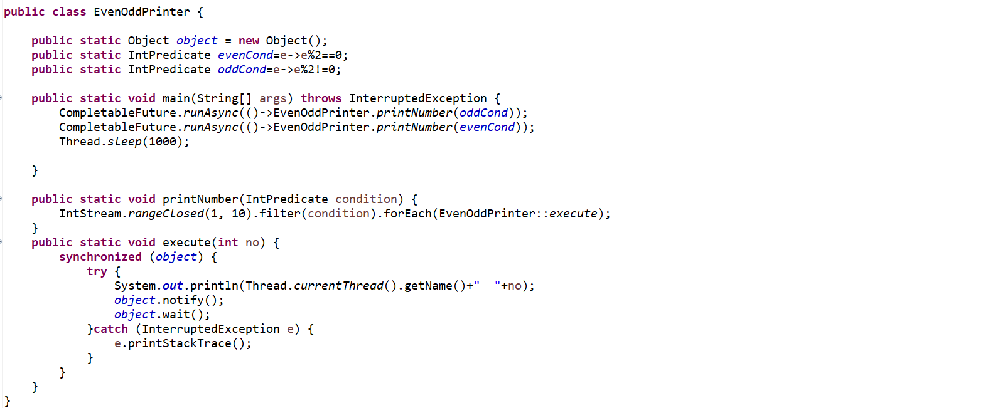 public class EvenOddPrinter {
public static Object object = new Object();
public static IntPredicate evenCond=e->e%2==0;
public static IntPredicate oddCond=e->e%2!=0;
public static void main(String[] args) throws InterruptedException {
CompletableFuture.runAsync(()->EvenOddPrinter.printNumber(oddCond));
CompletableFuture.runAsync(()->EvenOddPrinter.printNumber(evenCond));
Thread.sleep(1000);
}
public static void printNumber(IntPredicate condition) {
IntStream.rangeClosed(1, 10).filter(condition).forEach(EvenOddPrinter::execute);
}
public static void execute(int no) {
synchronized (object) {
try {
System.out.println(Thread.currentThread().getName()+"  "+no);
object.notify();
object.wait();
}catch (InterruptedException e) {
e.printStackTrace();
}
}
}
}